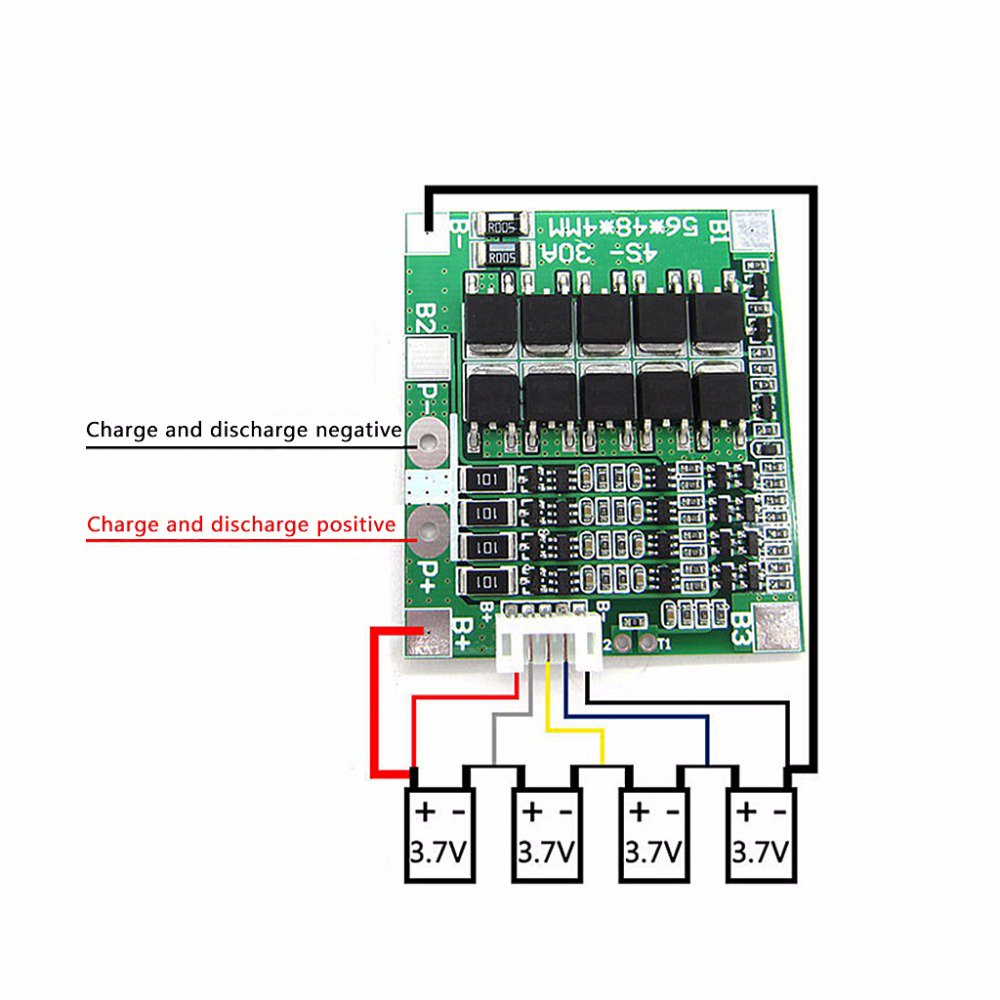 B-
R005
56*48*4MM
B1
R005
4S- 30A
B2
P-
Charge and discharge negative
101
101
Charge and discharge positive
101
P+
101
B+
B+
B
B3
2
T1
+ -
3.7V
+ -
3.7V
+ -
3.7V
+ -
3.7V